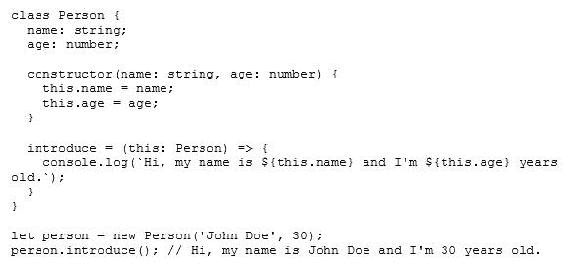 class Person {
  name: string;
  age: number;

  constructor(name: string, age: number) {
    this.name = name;
    this.age = age;
  }

  introduce = (this: Person) => {
    console.log(`Hi, my name is ${this.name} and I'm ${this.age} years
old.`);
  }
}

let person = new Person('John Doe', 30);
person.introduce(); // Hi, my name is John Doe and I'm 30 years old.